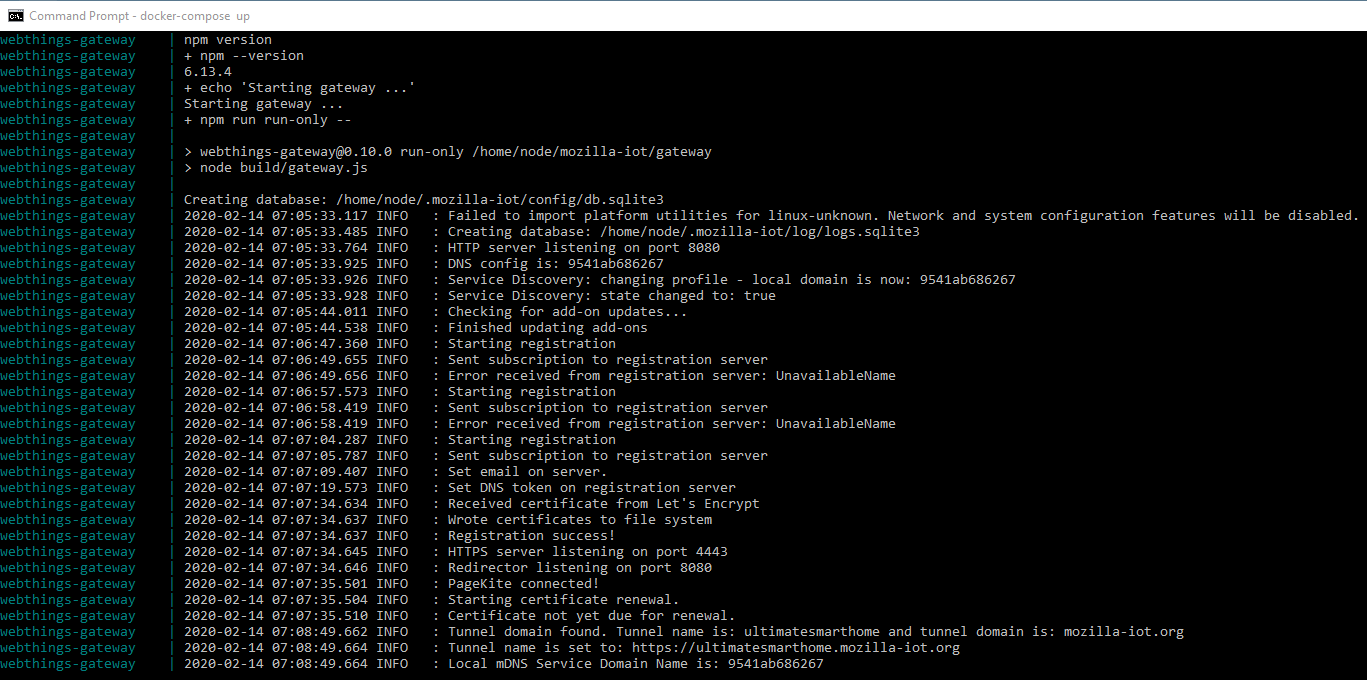 Command Prompt - docker-compose up
webthings-gateway | npm version
webthings-gateway | + npm --version
webthings-gateway | 6.13.4
webthings-gateway | + echo 'Starting gateway ...'
webthings-gateway | Starting gateway ...
webthings-gateway | + npm run run-only --
webthings-gateway |
webthings-gateway | > webthings-gateway@0.10.0 run-only /home/node/mozilla-iot/gateway
webthings-gateway | > node build/gateway.js
webthings-gateway |
webthings-gateway | Creating database: /home/node/.mozilla-iot/config/db.sqlite3
webthings-gateway | 2020-02-14 07:05:33.117 INFO : Failed to import platform utilities for linux-unknown. Network and system configuration features will be disabled.
webthings-gateway | 2020-02-14 07:05:33.485 INFO : Creating database: /home/node/.mozilla-iot/log/logs.sqlite3
webthings-gateway | 2020-02-14 07:05:33.764 INFO : HTTP server listening on port 8080
webthings-gateway | 2020-02-14 07:05:33.925 INFO : DNS config is: 9541ab686267
webthings-gateway | 2020-02-14 07:05:33.926 INFO : Service Discovery: changing profile - local domain is now: 9541ab686267
webthings-gateway | 2020-02-14 07:05:33.928 INFO : Service Discovery: state changed to: true
webthings-gateway | 2020-02-14 07:05:44.011 INFO : Checking for add-on updates...
webthings-gateway | 2020-02-14 07:05:44.538 INFO : Finished updating add-ons
webthings-gateway | 2020-02-14 07:06:47.360 INFO : Starting registration
webthings-gateway | 2020-02-14 07:06:49.655 INFO : Sent subscription to registration server
webthings-gateway | 2020-02-14 07:06:49.656 INFO : Error received from registration server: UnavailableName
webthings-gateway | 2020-02-14 07:06:57.573 INFO : Starting registration
webthings-gateway | 2020-02-14 07:06:58.419 INFO : Sent subscription to registration server
webthings-gateway | 2020-02-14 07:06:58.419 INFO : Error received from registration server: UnavailableName
webthings-gateway | 2020-02-14 07:07:04.287 INFO : Starting registration
webthings-gateway | 2020-02-14 07:07:05.787 INFO : Sent subscription to registration server
webthings-gateway | 2020-02-14 07:07:09.407 INFO : Set email on server.
webthings-gateway | 2020-02-14 07:07:19.573 INFO : Set DNS token on registration server
webthings-gateway | 2020-02-14 07:07:34.634 INFO : Received certificate from Let's Encrypt
webthings-gateway | 2020-02-14 07:07:34.637 INFO : Wrote certificates to file system
webthings-gateway | 2020-02-14 07:07:34.637 INFO : Registration success!
webthings-gateway | 2020-02-14 07:07:34.645 INFO : HTTPS server listening on port 4443
webthings-gateway | 2020-02-14 07:07:34.646 INFO : Redirector listening on port 8080
webthings-gateway | 2020-02-14 07:07:35.501 INFO : PageKite connected!
webthings-gateway | 2020-02-14 07:07:35.504 INFO : Starting certificate renewal.
webthings-gateway | 2020-02-14 07:07:35.510 INFO : Certificate not yet due for renewal.
webthings-gateway | 2020-02-14 07:08:49.662 INFO : Tunnel domain found. Tunnel name is: ultimatesmarthome and tunnel domain is: mozilla-iot.org
webthings-gateway | 2020-02-14 07:08:49.664 INFO : Tunnel name is set to: https://ultimatesmarthome.mozilla-iot.org
webthings-gateway | 2020-02-14 07:08:49.664 INFO : Local mDNS Service Domain Name is: 9541ab686267